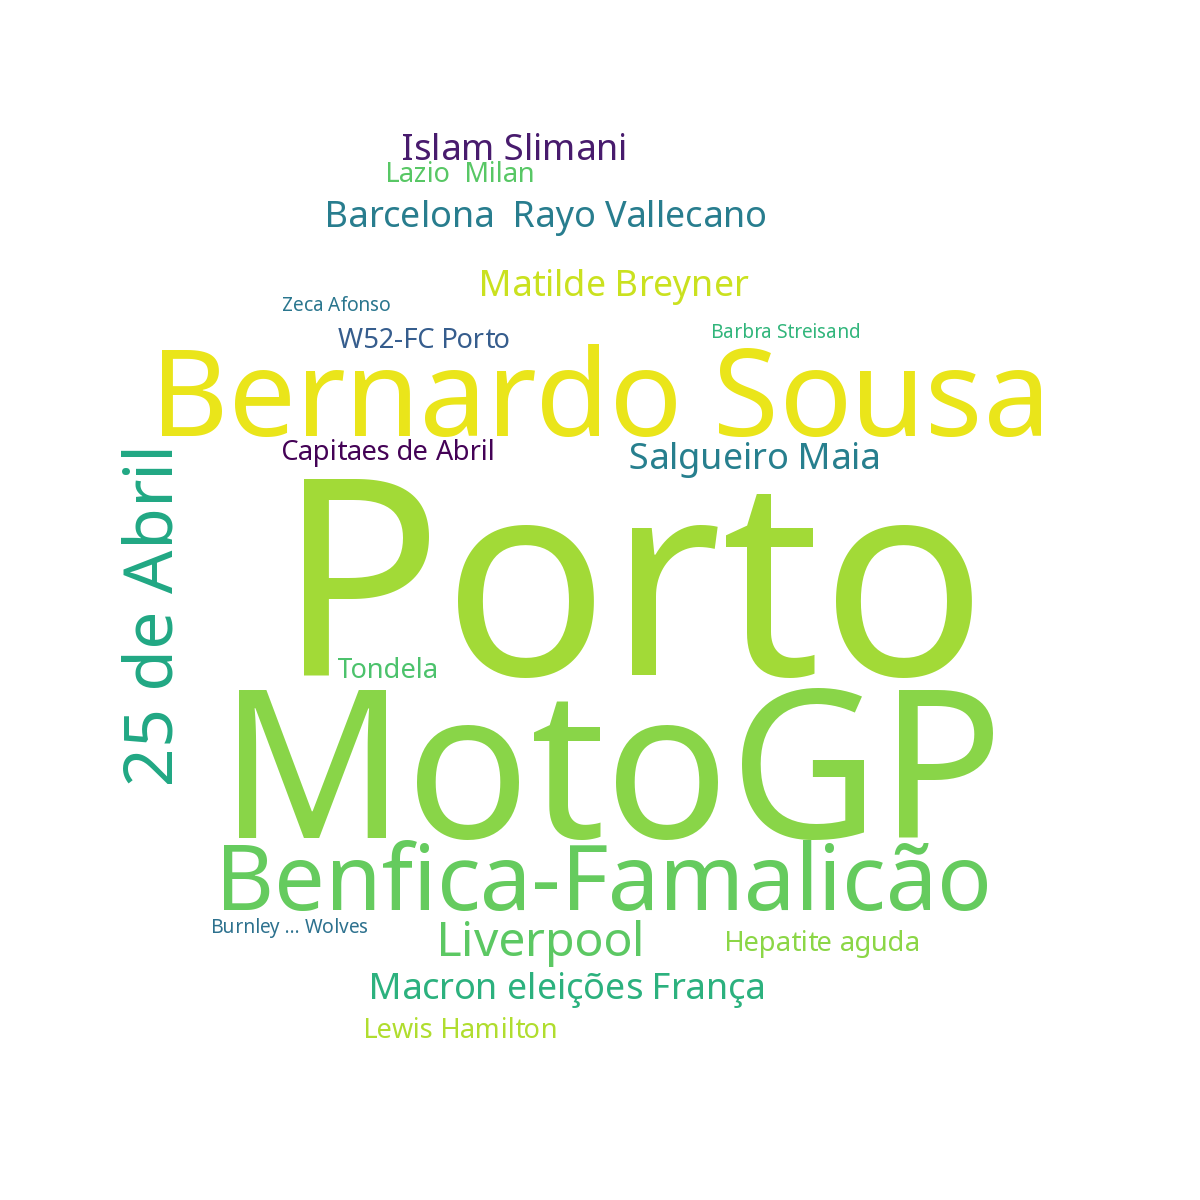 Islam Slimani
Lazio  Milan
Barcelona  Rayo Vallecano
Matilde Breyner
Zeca Afonso
W52-FC Porto
Barbra Streisand
Bernardo Sousa
Capitaes de Abril
Salgueiro Maia
25 de Abril
Porto
Tondela
MotoGP
Benfica-Famalicão
Burnley ... Wolves
Liverpool
Hepatite aguda
Macron eleições França
Lewis Hamilton